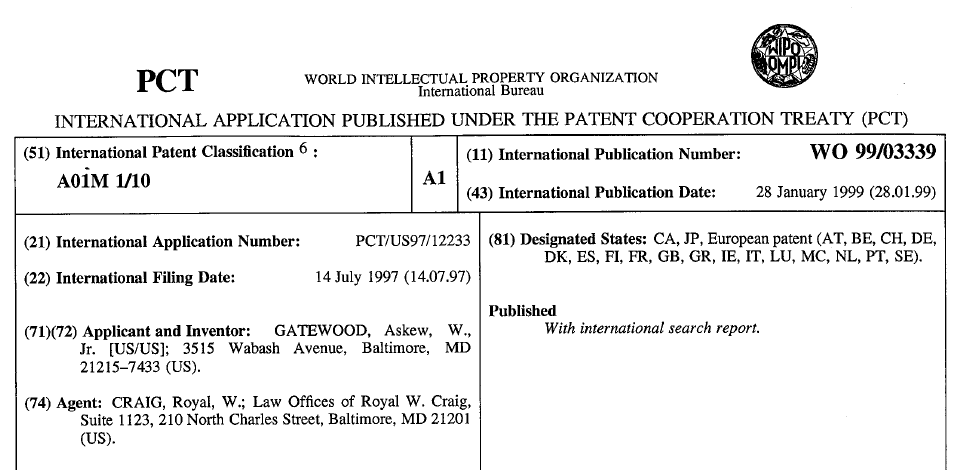 WIPO
OMPI
PCT
WORLD INTELLECTUAL PROPERTY ORGANIZATION
International Bureau
INTERNATIONAL APPLICATION PUBLISHED UNDER THE PATENT COOPERATION TREATY (PCT)
(51) International Patent Classification 6 :
A01M 1/10
A1
(11) International Publication Number: WO 99/03339
(43) International Publication Date: 28 January 1999 (28.01.99)
(21) International Application Number: PCT/US97/12233
(22) International Filing Date: 14 July 1997 (14.07.97)
(71)(72) Applicant and Inventor: GATEWOOD, Askew, W.,
Jr. [US/US]; 3515 Wabash Avenue, Baltimore, MD
21215–7433 (US).
(74) Agent: CRAIG, Royal, W.; Law Offices of Royal W. Craig,
Suite 1123, 210 North Charles Street, Baltimore, MD 21201
(US).
(81) Designated States: CA, JP, European patent (AT, BE, CH, DE,
DK, ES, FI, FR, GB, GR, IE, IT, LU, MC, NL, PT, SE).
Published
With international search report.